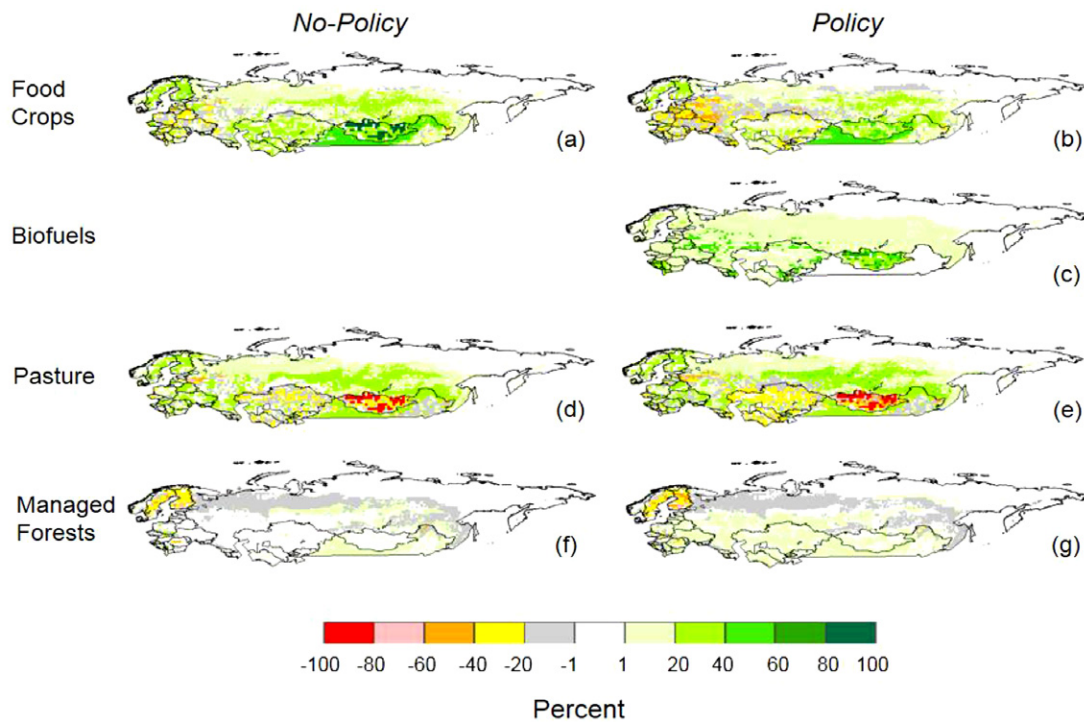 No-Policy
Policy
Food
Crops
(a)
(b)
Biofuels
(c)
Pasture
(d)
(e)
Managed
Forests
(f)
(g)
-100 -80 -60 -40 -20 -1 1 20 40 60 80 100
Percent